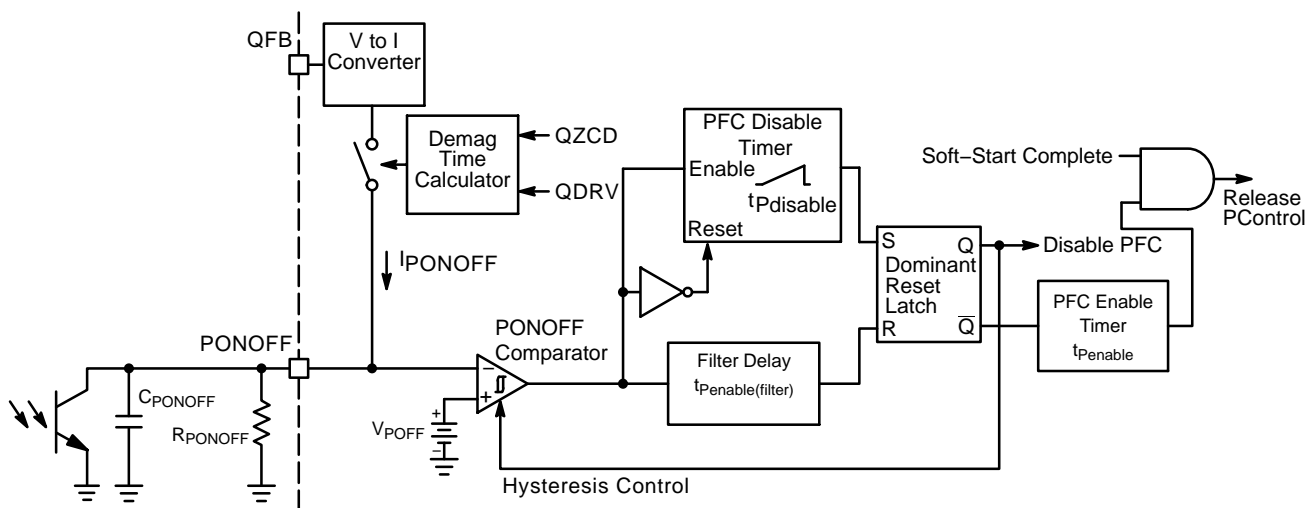 QFB
V to I
Converter
Demag
Time
Calculator
QZCD
QDRV
IPONOFF
PFC Disable
Timer
Enable
tPdisable
Reset
Soft−Start Complete
Release
PControl
S
Q
Disable PFC
Dominant
Reset
Latch
R
Q
PFC Enable
Timer
tPenable
PONOFF
PONOFF
Comparator
Filter Delay
tPenable(filter)
CPONOFF
RPONOFF
−
+
+
VPOFF
−
Hysteresis Control